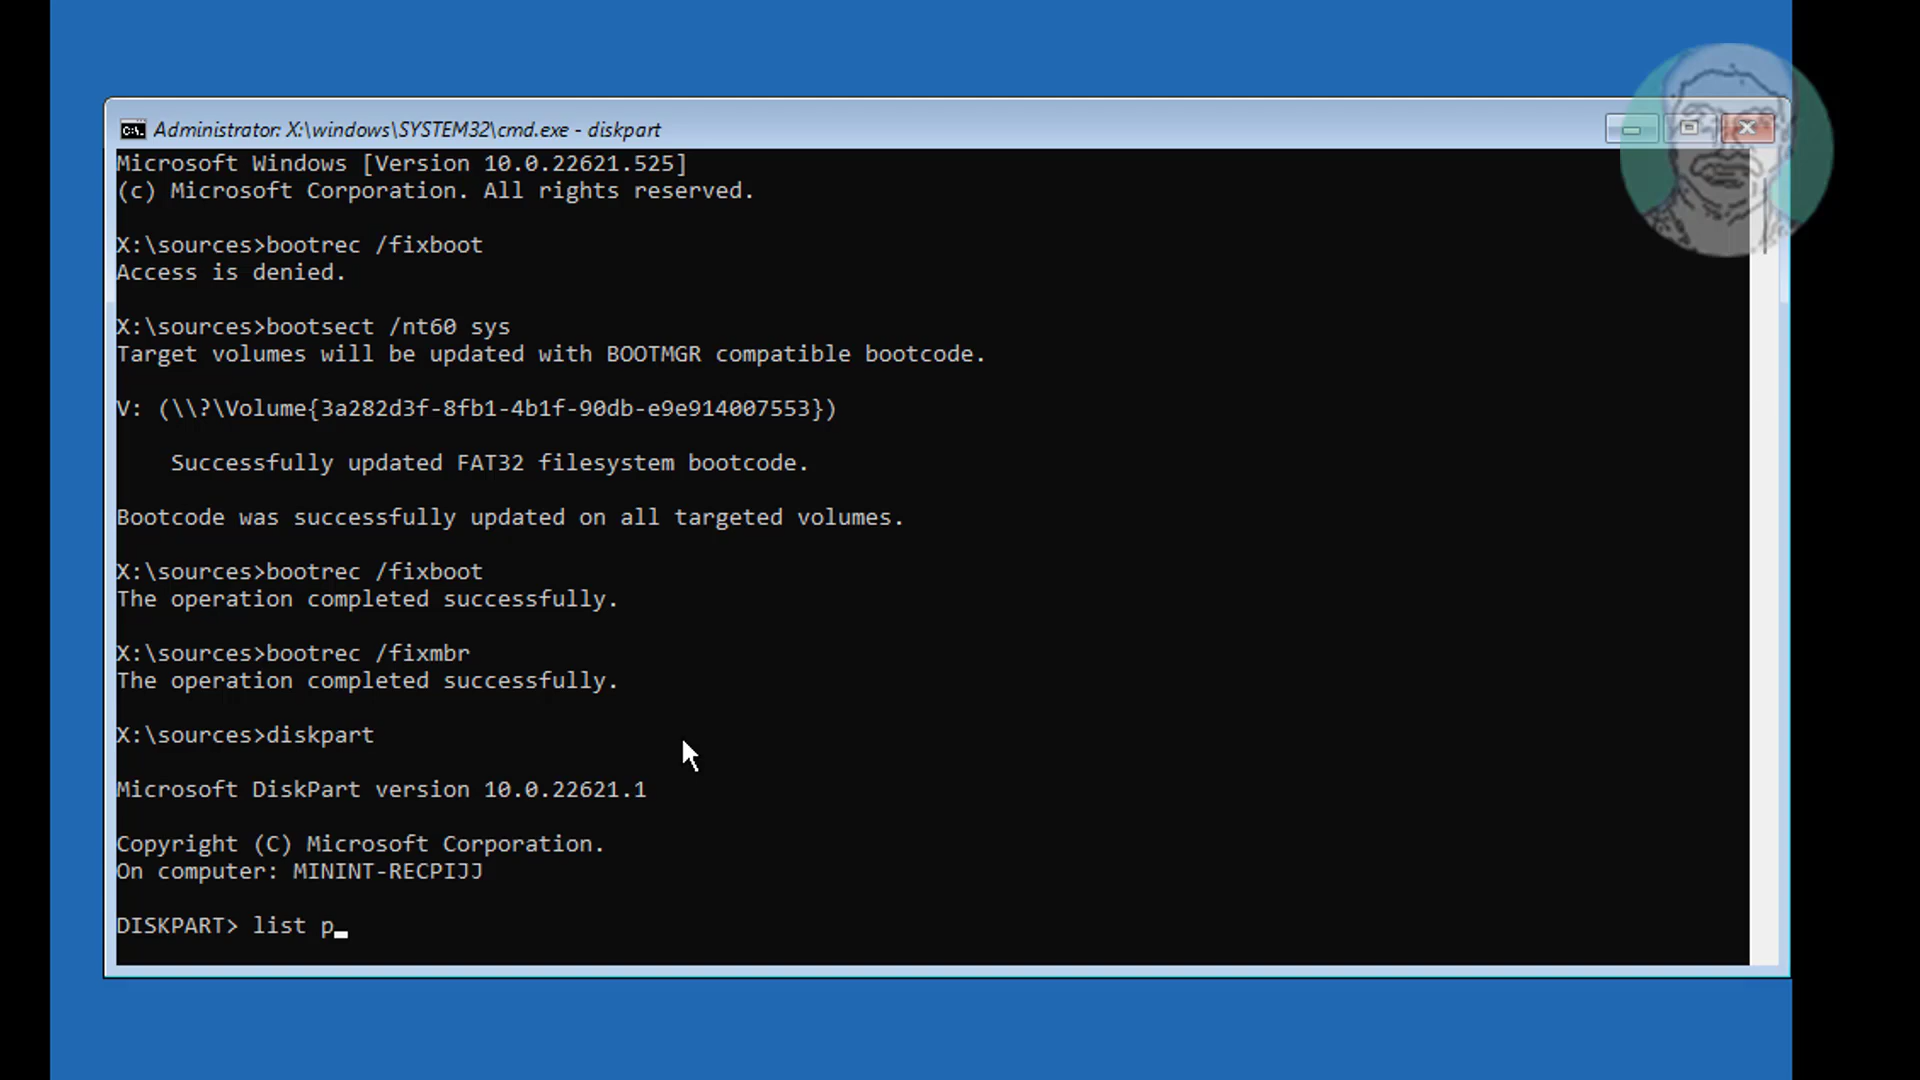 Administrator: X:\windows\SYSTEM32\cmd.exe - diskpart
Microsoft Windows [Version 10.0.22621.525]
(c) Microsoft Corporation. All rights reserved.
X:\sources>bootrec /fixboot
Access is denied.
X:\sources>bootsect /nt60 sys
Target volumes will be updated with BOOTMGR compatible bootcode.
V: (\\?\Volume{3a282d3f-8fb1-4b1f-90db-e9e914007553})
Successfully updated FAT32 filesystem bootcode.
Bootcode was successfully updated on all targeted volumes.
X:\sources>bootrec /fixboot
The operation completed successfully.
X:\sources>bootrec /fixmbr
The operation completed successfully.
X:\sources>diskpart
Microsoft DiskPart version 10.0.22621.1
Copyright (C) Microsoft Corporation.
On computer: MININT-RECPIJJ
DISKPART> list p_